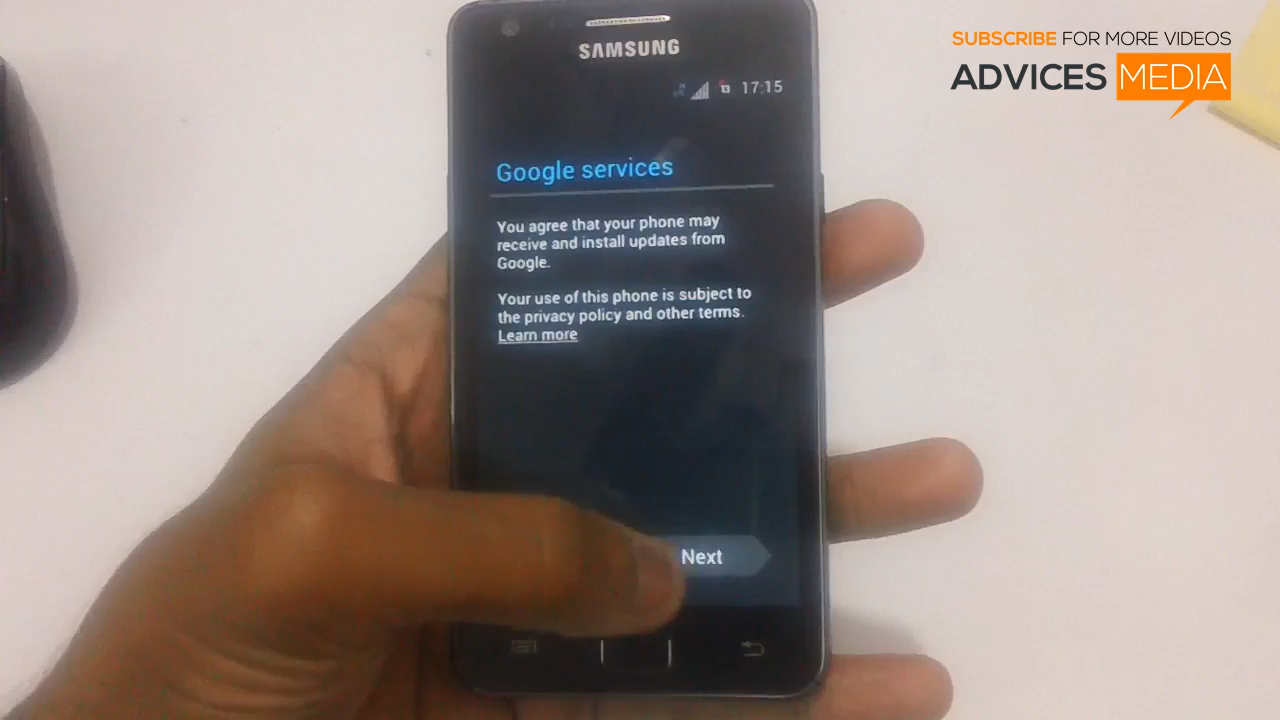 SUBSCRIBE FOR MORE VIDEOS
ADVICES MEDIA
SAMSUNG
17:15
Google services
You agree that your phone may
receive and install updates from
Google.
Your use of this phone is subject to
the privacy policy and other terms.
Learn more
Next